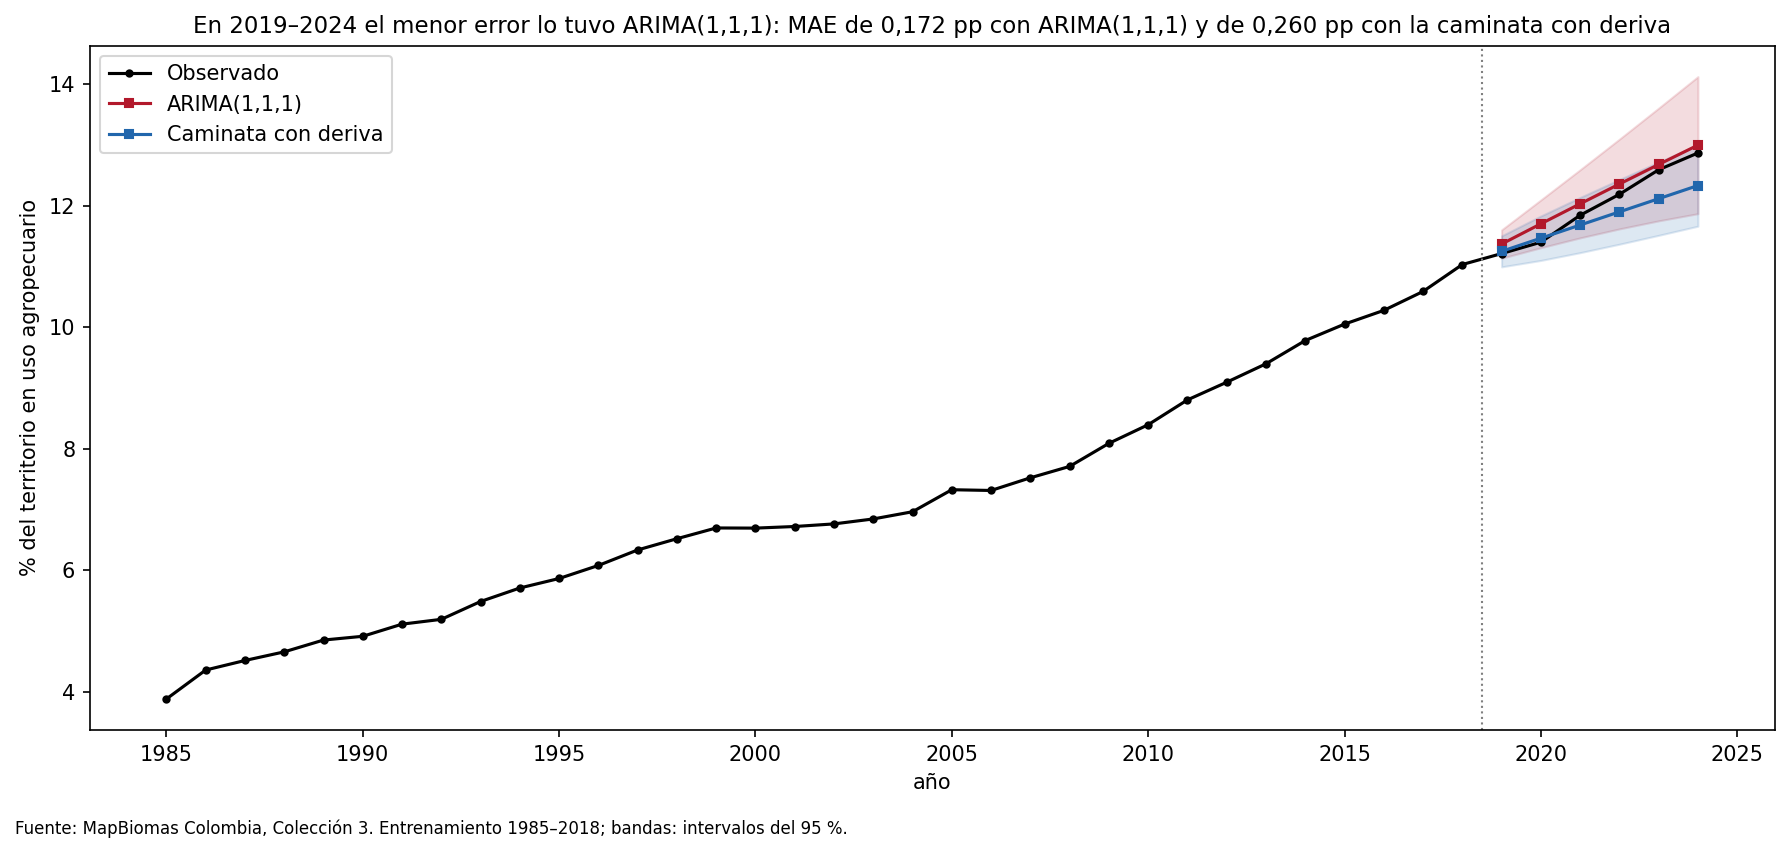 En 2019–2024 el menor error lo tuvo ARIMA(1,1,1): MAE de 0,172 pp con ARIMA(1,1,1) y de 0,260 pp con la caminata con deriva
Observado
ARIMA(1,1,1)
Caminata con deriva
% del territorio en uso agropecuario
14
12
10
8
6
4
1985 1990 1995 2000 2005 2010 2015 2020 2025
año
Fuente: MapBiomas Colombia, Colección 3. Entrenamiento 1985–2018; bandas: intervalos del 95 %.